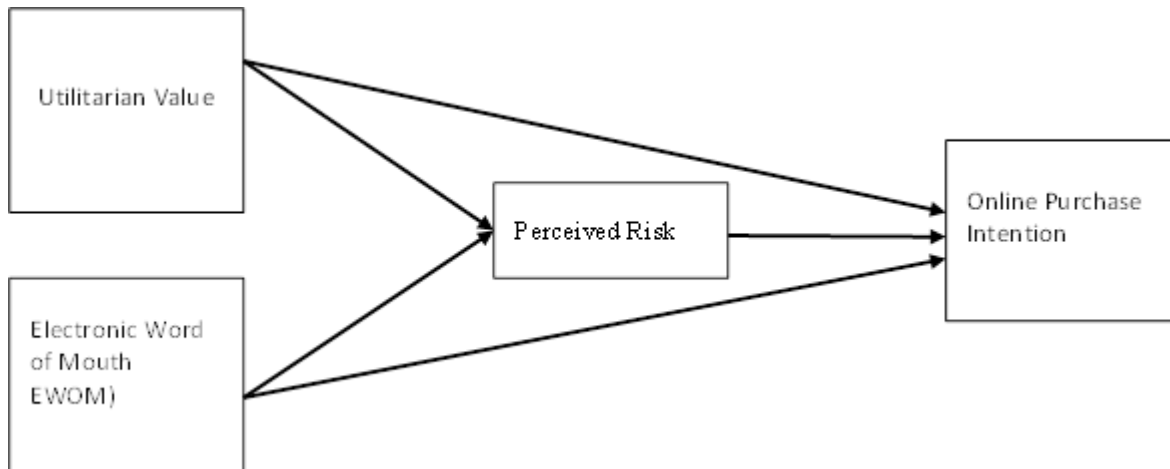 Utilitarian Value
Perceived Risk
Online Purchase
Intention
Electronic Word
of Mouth
EWOM)